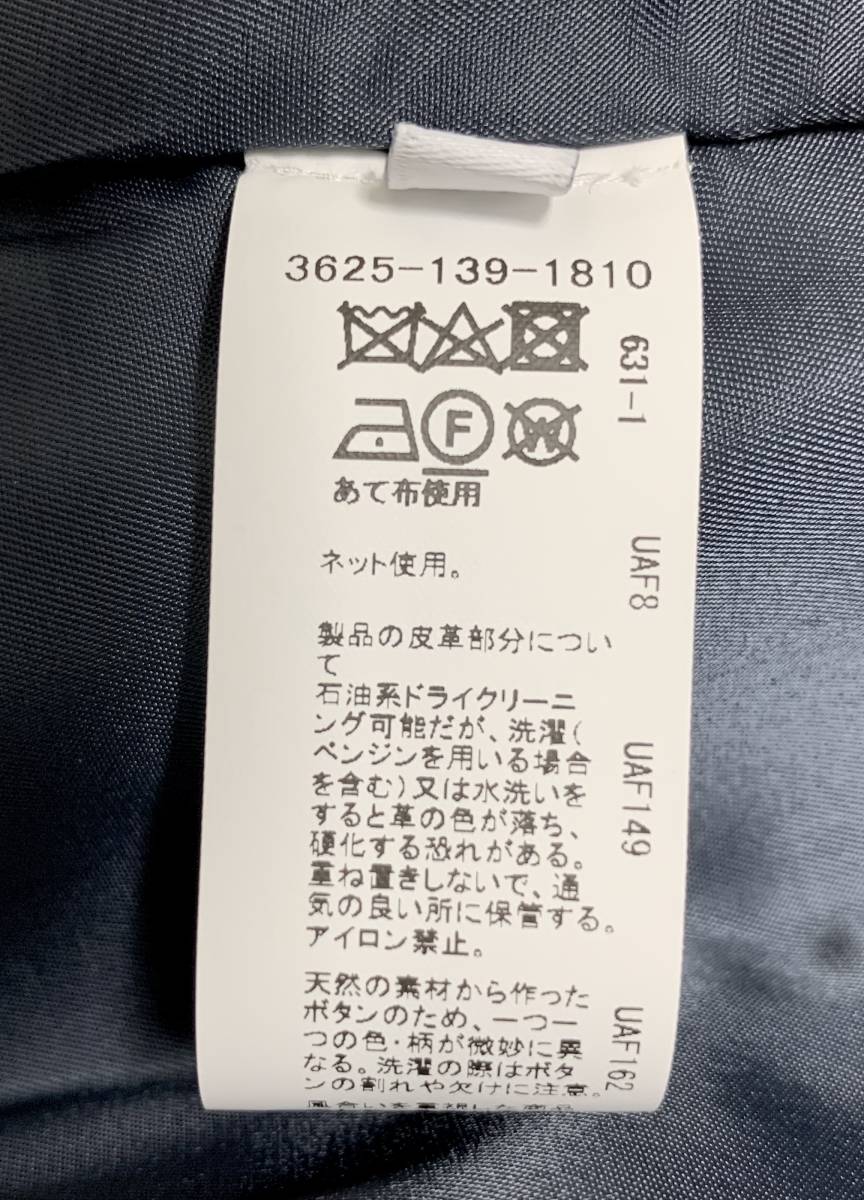 3625-139-1810
F
W
あて布使用
ネット使用。
製品の皮革部分につい
て
石油系ドライクリーニ
ング可能だが、洗濯(
ベンジンを用いる場合
を含む)又は水洗いを
すると革の色が落ち、
硬化する恐れがある。
重ね置きしないで、通
気の良い所に保管する。
アイロン禁止。
天然の素材から作った
ボタンのため、一つ一
つの色・柄が微妙に異
なる。洗濯の際はボタ
ンの割れや欠けに注意。
631-1
UAF8
UAF149
UAF162